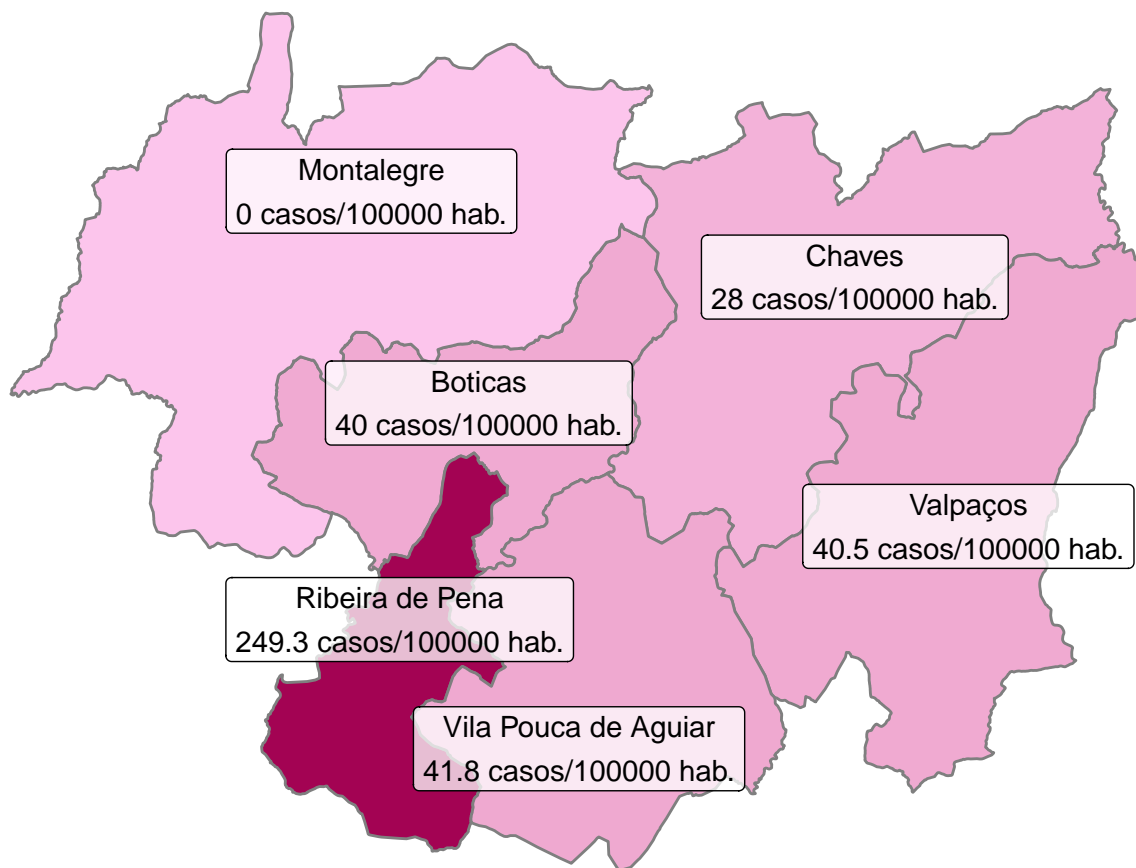 Montalegre
0 casos/100000 hab.
Chaves
28 casos/100000 hab.
Boticas
40 casos/100000 hab.
Valpaços
40.5 casos/100000 hab.
Ribeira de Pena
249.3 casos/100000 hab.
Vila Pouca de Aguiar
41.8 casos/100000 hab.